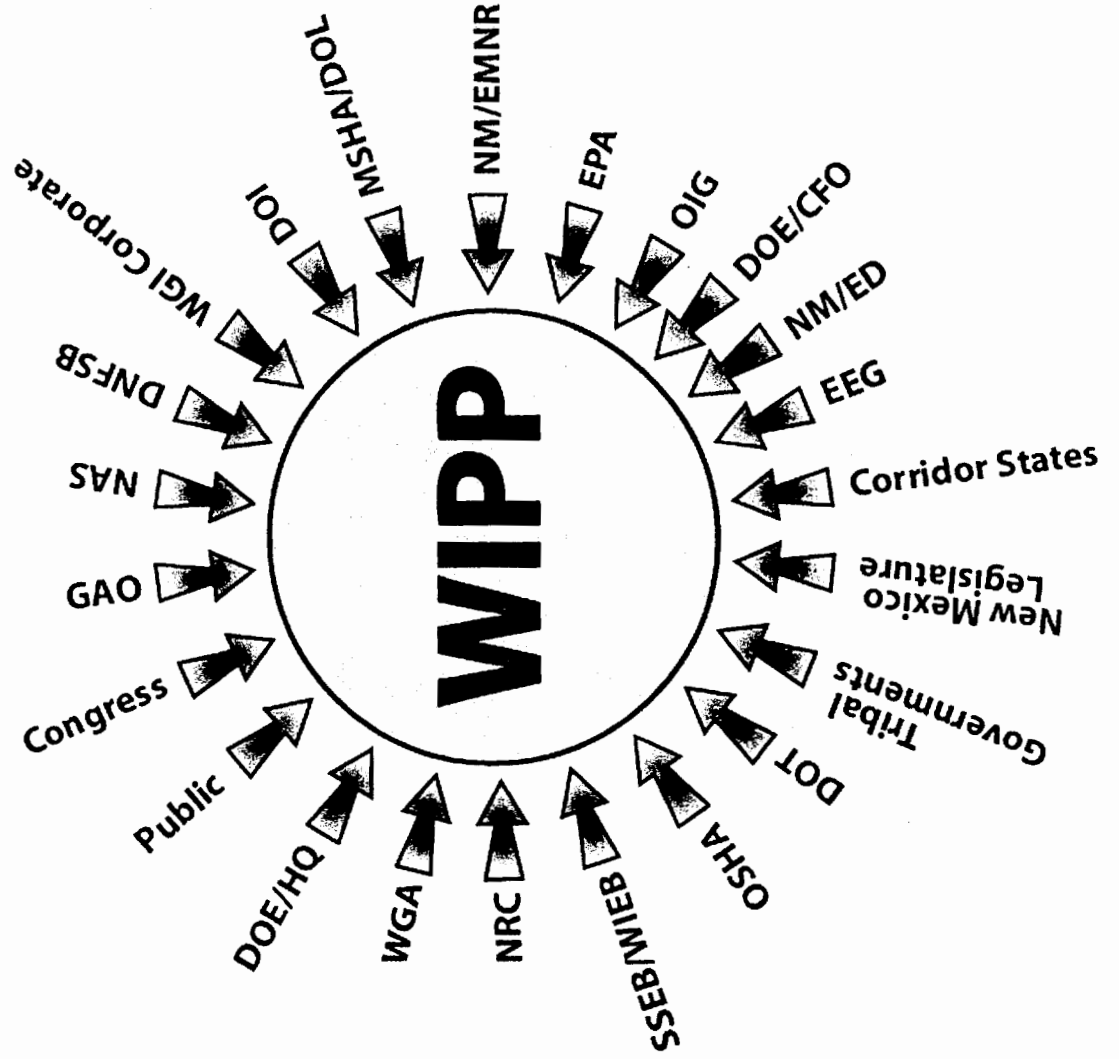 WIPP
NM/EMNR
EPA
OIG
DOE/CFO
NM/ED
EEG
Corridor States
New Mexico
Legislature
Tribal
Governments
DOT
OSHA
SSEB/WIEB
NRC
WGA
DOE/HQ
Public
Congress
GAO
NAS
DNFSB
WGI Corporate
DOI
MSHA/DOL